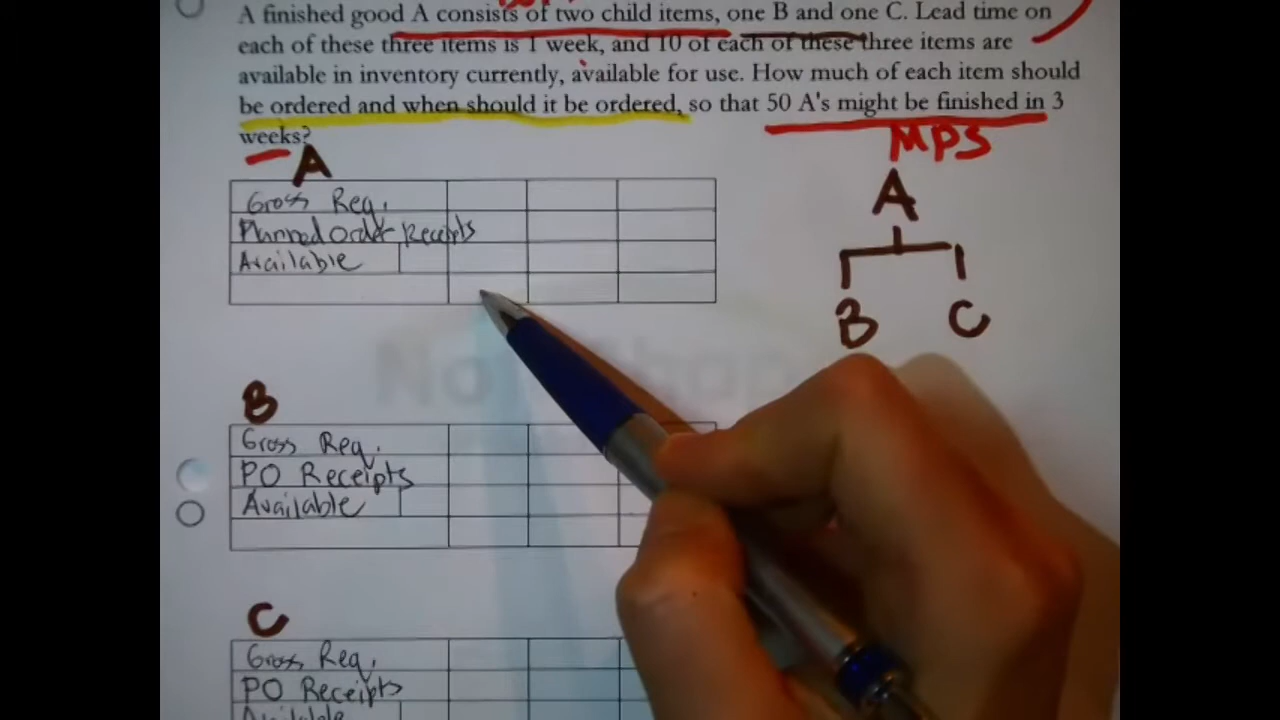 A finished good A consists of two child items, one B and one C. Lead time on
each of these three items is 1 week, and 10 of each of these three items are
available in inventory currently, available for use. How much of each item should
be ordered and when should it be ordered, so that 50 A's might be finished in 3
weeks?
MPS
A
Gross Req.
Planned Order Receipts
Available
A
B C
B
Gross Req.
PO Receipts
Available
C
Gross Req.
PO Receipts
Available